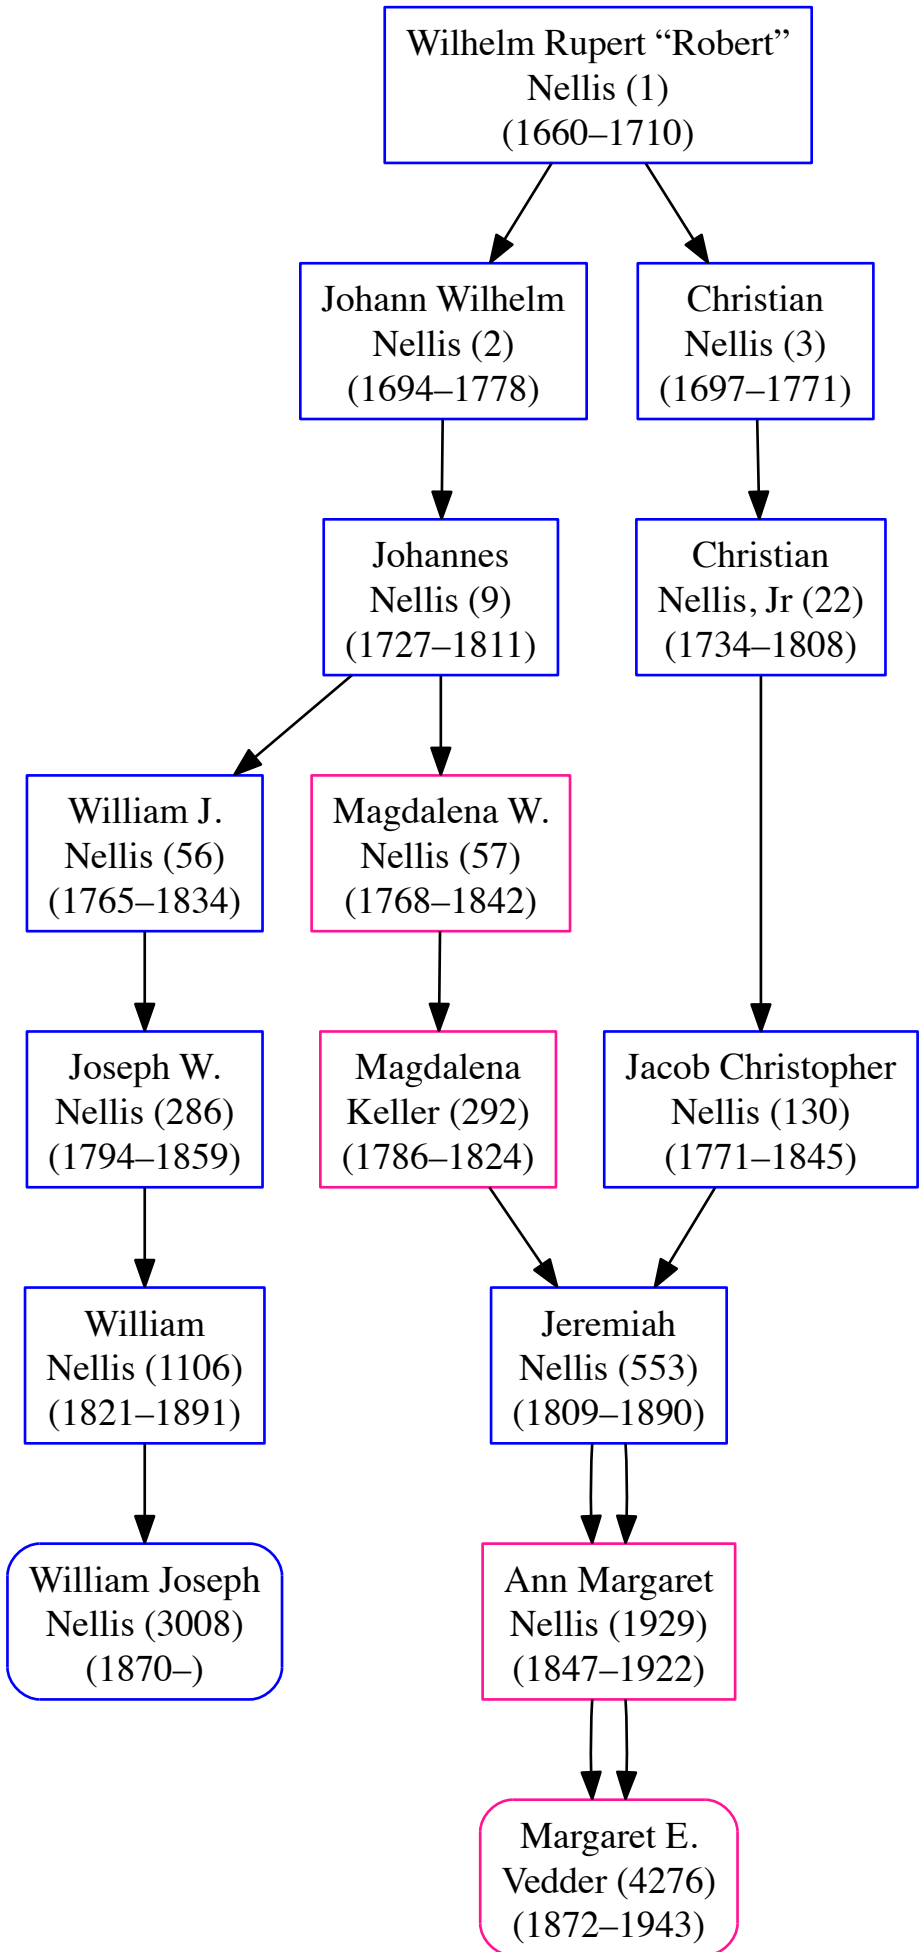 Wilhelm Rupert “Robert”
Nellis (1)
(1660–1710)
Johann Wilhelm
Nellis (2)
(1694–1778)
Christian
Nellis (3)
(1697–1771)
Johannes
Nellis (9)
(1727–1811)
Christian
Nellis, Jr (22)
(1734–1808)
William J.
Nellis (56)
(1765–1834)
Magdalena W.
Nellis (57)
(1768–1842)
Joseph W.
Nellis (286)
(1794–1859)
Magdalena
Keller (292)
(1786–1824)
Jacob Christopher
Nellis (130)
(1771–1845)
William
Nellis (1106)
(1821–1891)
Jeremiah
Nellis (553)
(1809–1890)
William Joseph
Nellis (3008)
(1870–)
Ann Margaret
Nellis (1929)
(1847–1922)
Margaret E.
Vedder (4276)
(1872–1943)